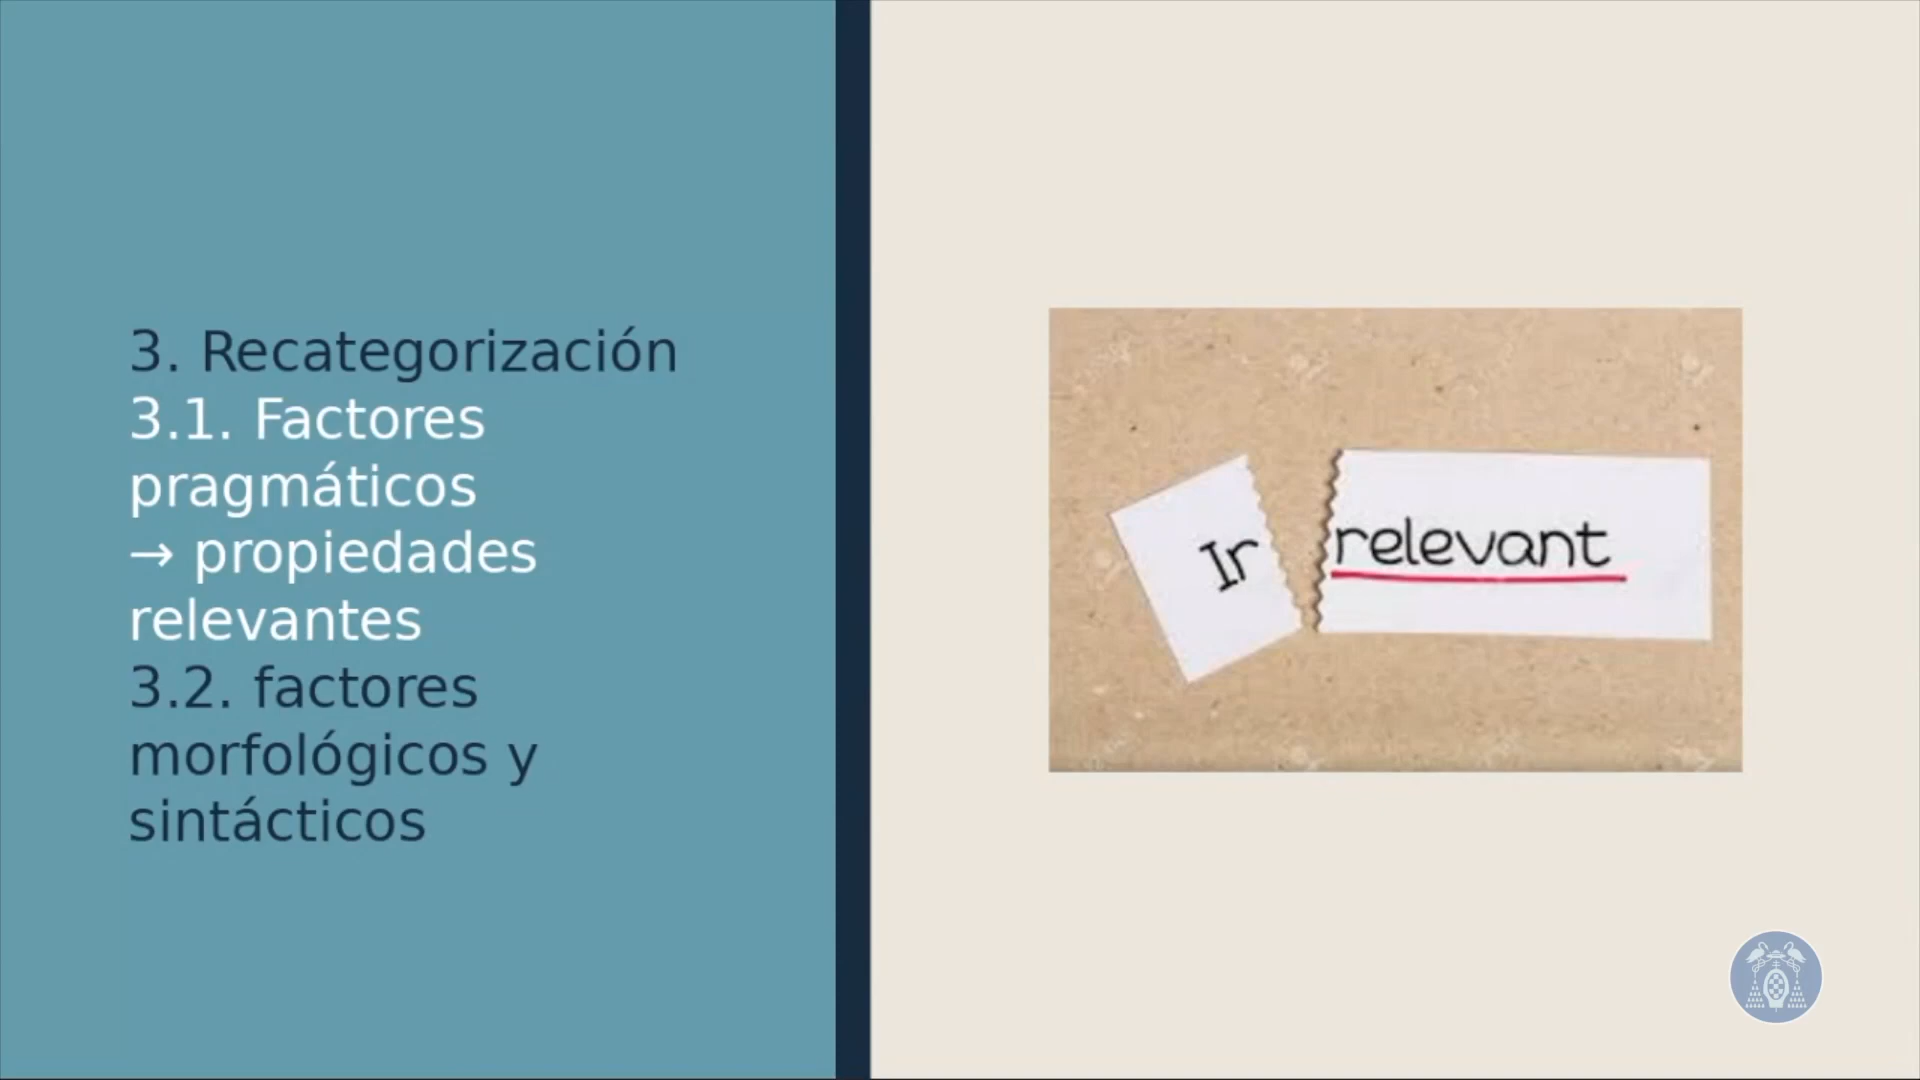 3. Recategorización
3.1. Factores
pragmáticos
→ propiedades
relevantes
3.2. factores
morfológicos y
sintácticos
Ir
relevant